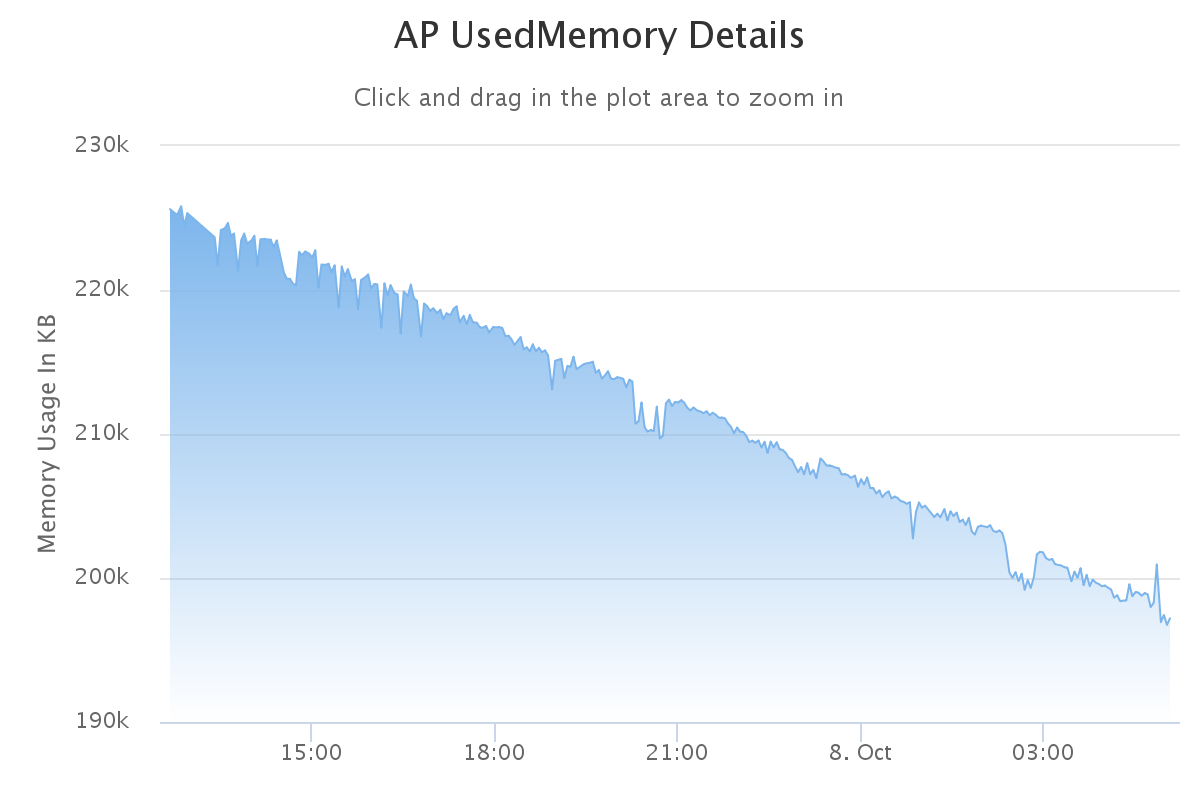 AP UsedMemory Details
Click and drag in the plot area to zoom in
Memory Usage In KB
230k
220k
210k
200k
190k
15:00
18:00
21:00
8. Oct
03:00